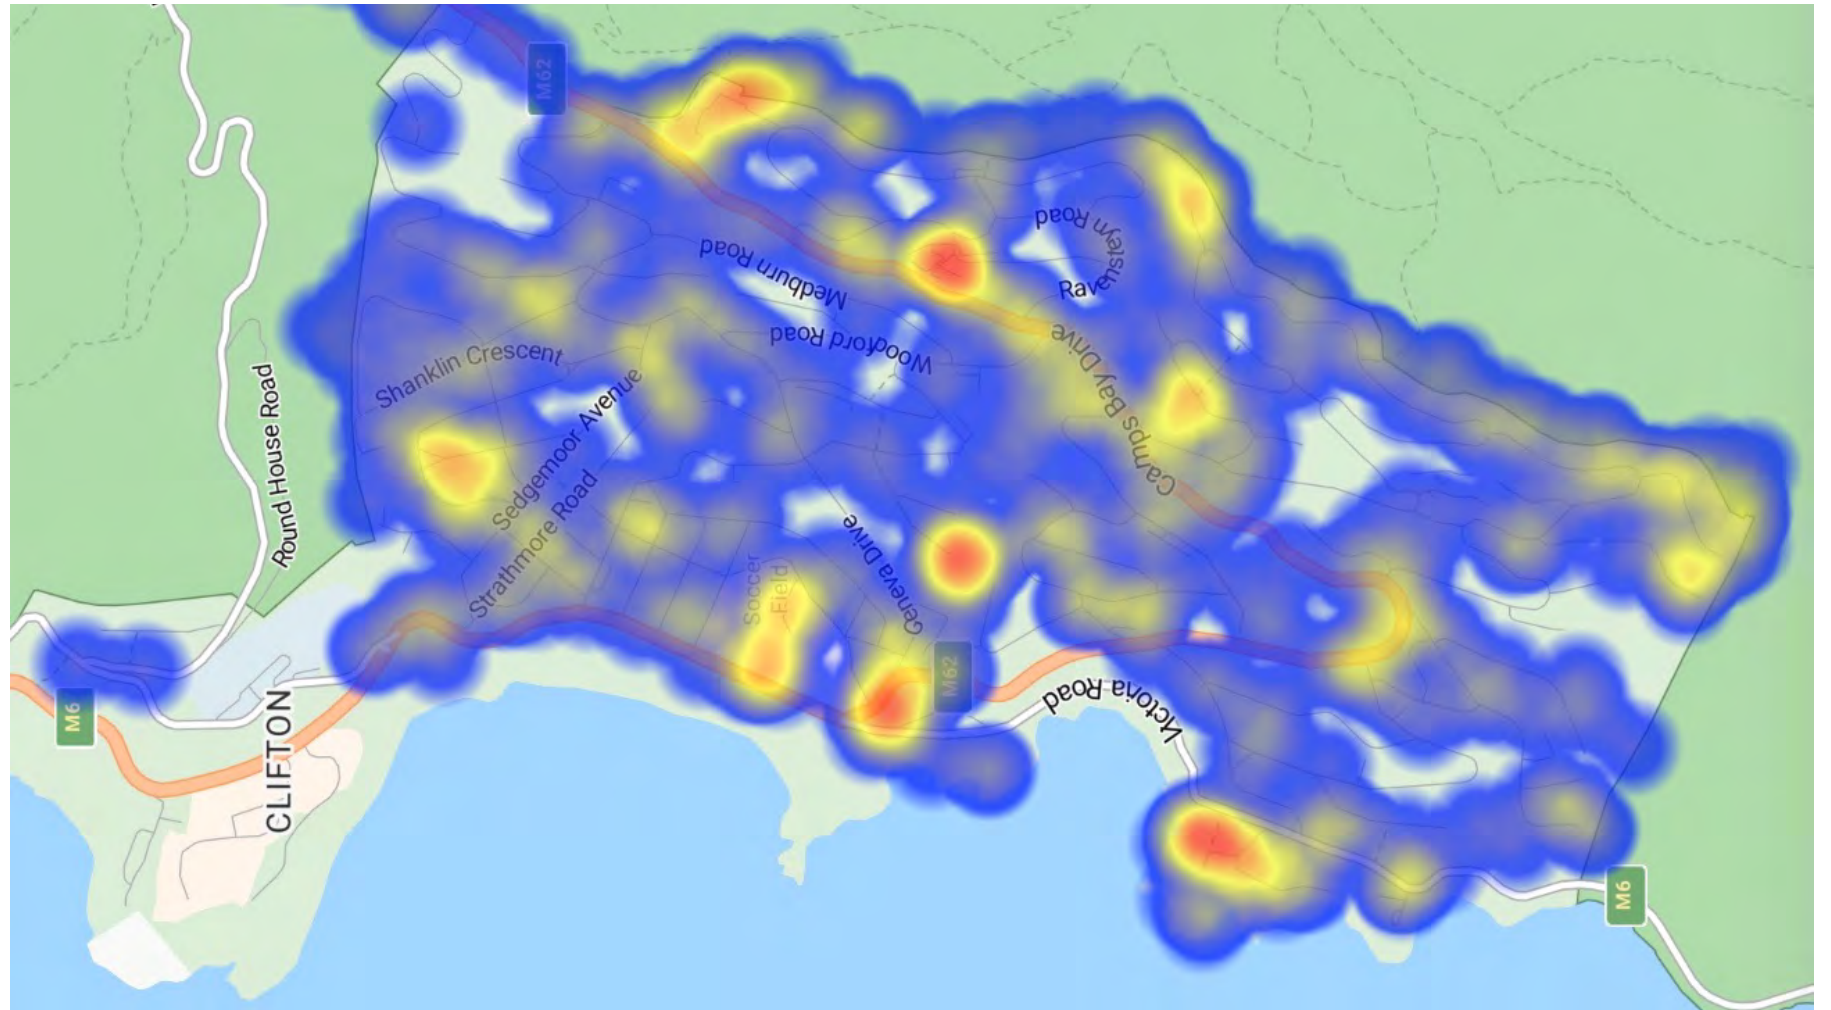 M62
Medburn Road
Ravensteyn Road
Woodford Road
Camps Bay Drive
Shanklin Crescent
Sedgemoor Avenue
Strathmore Road
Round House Road
Soccer
Field
Geneva Drive
M62
Victoria Road
M6
CLIFTON
M6